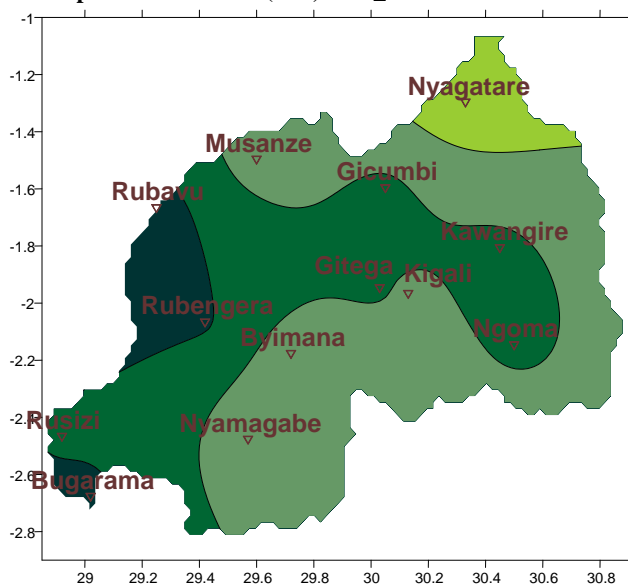 -1
-1.2
Nyagatare
-1.4
Musanze
Gicumbi
-1.6
Rubavu
Kawangire
-1.8
Gitega
Kigali
-2
Rubengera
Ngoma
Byimana
-2.2
-2.4
Rusizi
Nyamagabe
-2.6
Bugarama
-2.8
29 29.2 29.4 29.6 29.8 30 30.2 30.4 30.6 30.8